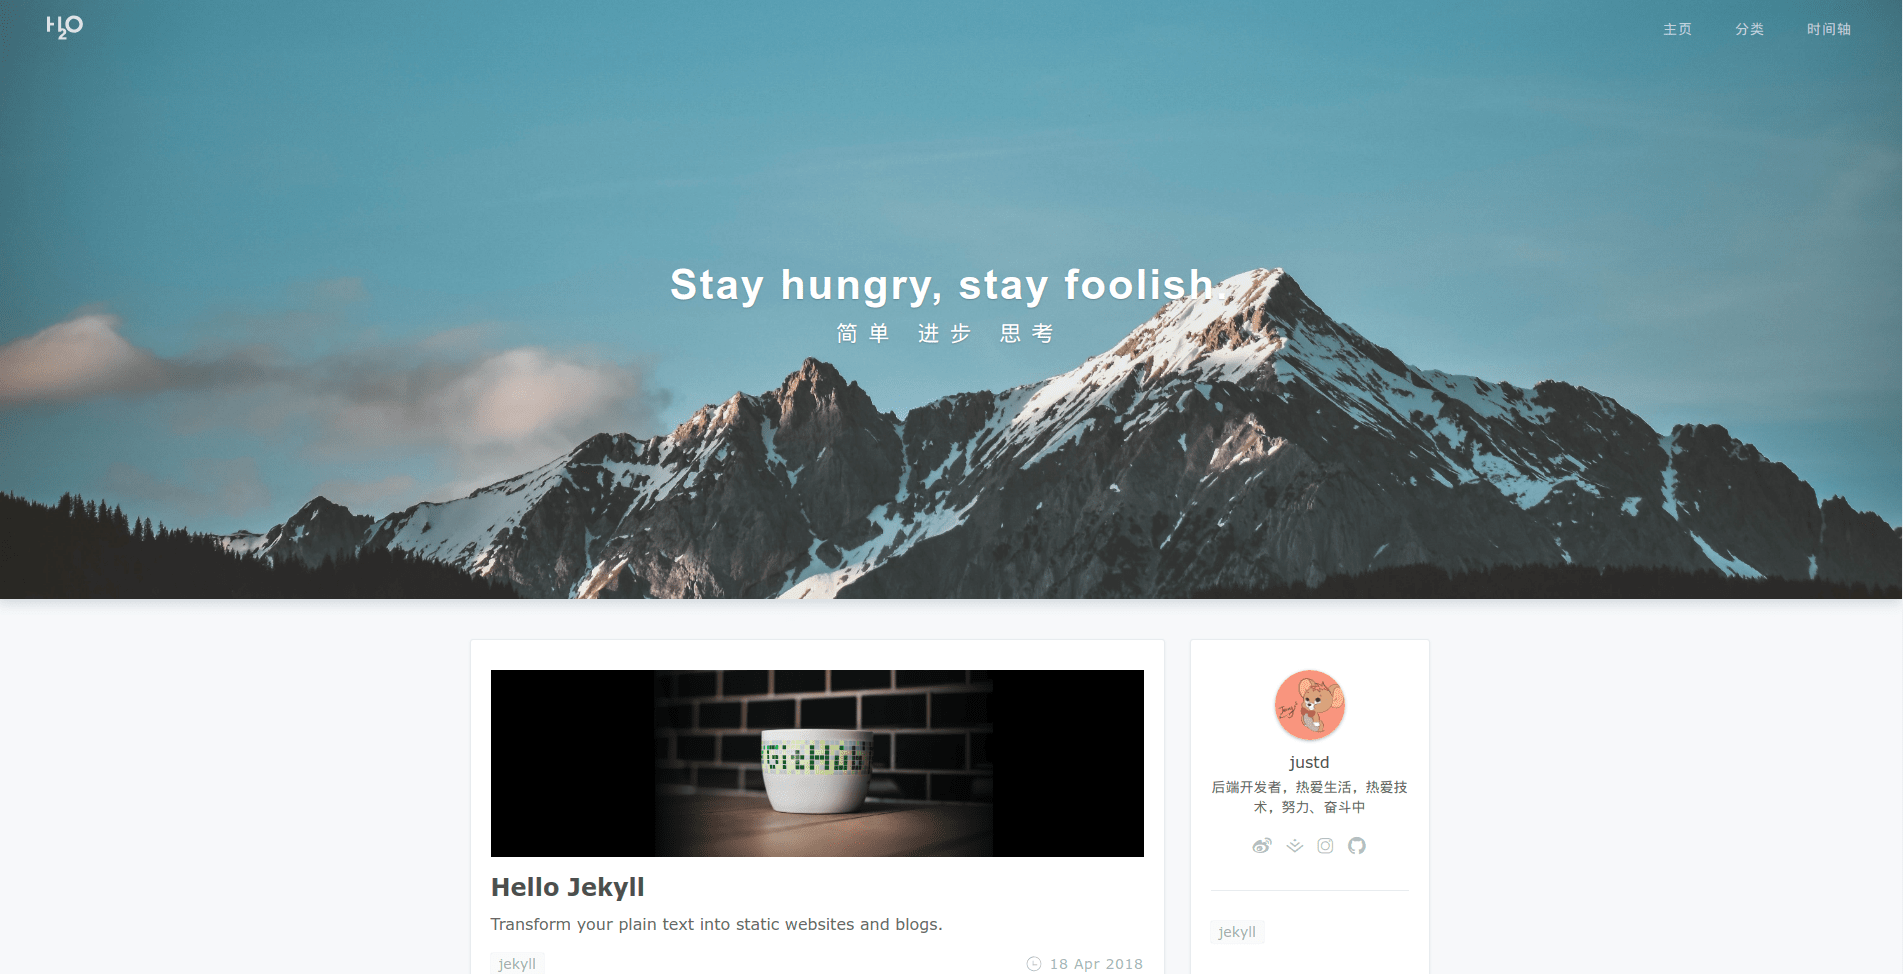 H2O
主页 分类 时间轴
Stay hungry, stay foolish.
简单 进步 思考
Hello Jekyll
Transform your plain text into static websites and blogs.
jekyll
18 Apr 2018
justd
后端开发者，热爱生活，热爱技
术，努力、奋斗中
jekyll